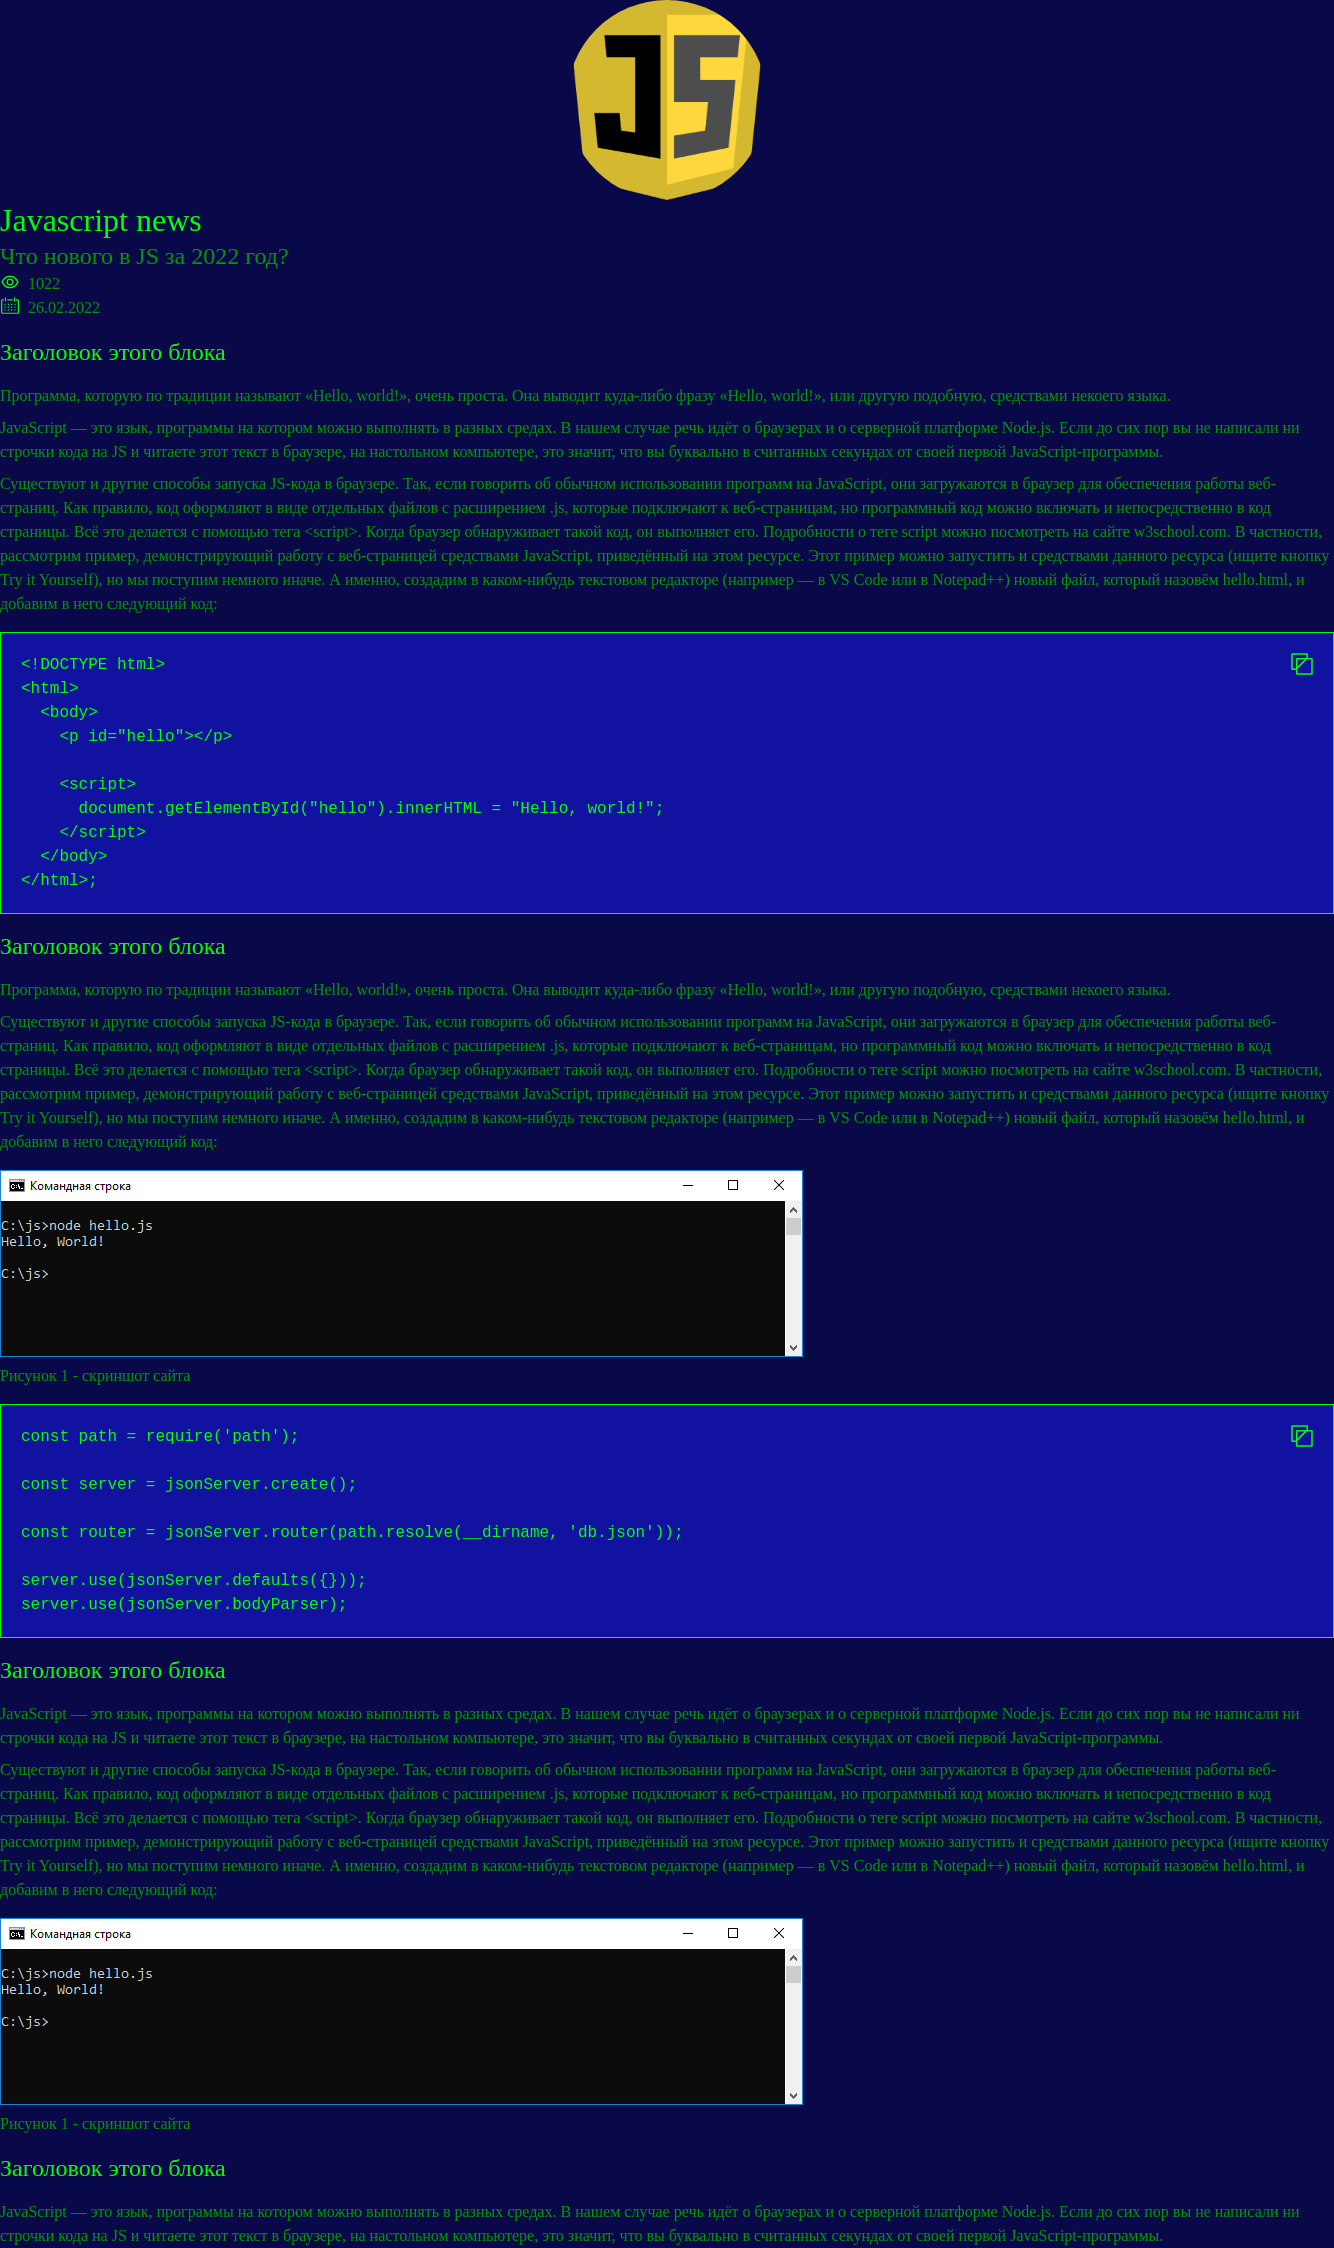 JS
Javascript news
Что нового в JS за 2022 год?
1022
26.02.2022
Заголовок этого блока
Программа, которую по традиции называют «Hello, world!», очень проста. Она выводит куда-либо фразу «Hello, world!», или другую подобную, средствами некоего языка.
JavaScript — это язык, программы на котором можно выполнять в разных средах. В нашем случае речь идёт о браузерах и о серверной платформе Node.js. Если до сих пор вы не написали ни
строчки кода на JS и читаете этот текст в браузере, на настольном компьютере, это значит, что вы буквально в считанных секундах от своей первой JavaScript-программы.
Существуют и другие способы запуска JS-кода в браузере. Так, если говорить об обычном использовании программ на JavaScript, они загружаются в браузер для обеспечения работы веб-
страниц. Как правило, код оформляют в виде отдельных файлов с расширением .js, которые подключают к веб-страницам, но программный код можно включать и непосредственно в код
страницы. Всё это делается с помощью тега <script>. Когда браузер обнаруживает такой код, он выполняет его. Подробности о теге script можно посмотреть на сайте w3school.com. В частности,
рассмотрим пример, демонстрирующий работу с веб-страницей средствами JavaScript, приведённый на этом ресурсе. Этот пример можно запустить и средствами данного ресурса (ищите кнопку
Try it Yourself), но мы поступим немного иначе. А именно, создадим в каком-нибудь текстовом редакторе (например — в VS Code или в Notepad++) новый файл, который назовём hello.html, и
добавим в него следующий код:
<!DOCTYPE html>
<html>
  <body>
    <p id="hello"></p>
    <script>
      document.getElementById("hello").innerHTML = "Hello, world!";
    </script>
  </body>
</html>;
Заголовок этого блока
Программа, которую по традиции называют «Hello, world!», очень проста. Она выводит куда-либо фразу «Hello, world!», или другую подобную, средствами некоего языка.
Существуют и другие способы запуска JS-кода в браузере. Так, если говорить об обычном использовании программ на JavaScript, они загружаются в браузер для обеспечения работы веб-
страниц. Как правило, код оформляют в виде отдельных файлов с расширением .js, которые подключают к веб-страницам, но программный код можно включать и непосредственно в код
страницы. Всё это делается с помощью тега <script>. Когда браузер обнаруживает такой код, он выполняет его. Подробности о теге script можно посмотреть на сайте w3school.com. В частности,
рассмотрим пример, демонстрирующий работу с веб-страницей средствами JavaScript, приведённый на этом ресурсе. Этот пример можно запустить и средствами данного ресурса (ищите кнопку
Try it Yourself), но мы поступим немного иначе. А именно, создадим в каком-нибудь текстовом редакторе (например — в VS Code или в Notepad++) новый файл, который назовём hello.html, и
добавим в него следующий код:
Командная строка
C:\js>node hello.js
Hello, World!
C:\js>
Рисунок 1 - скриншот сайта
const path = require('path');
const server = jsonServer.create();
const router = jsonServer.router(path.resolve(__dirname, 'db.json'));
server.use(jsonServer.defaults({}));
server.use(jsonServer.bodyParser);
Заголовок этого блока
JavaScript — это язык, программы на котором можно выполнять в разных средах. В нашем случае речь идёт о браузерах и о серверной платформе Node.js. Если до сих пор вы не написали ни
строчки кода на JS и читаете этот текст в браузере, на настольном компьютере, это значит, что вы буквально в считанных секундах от своей первой JavaScript-программы.
Существуют и другие способы запуска JS-кода в браузере. Так, если говорить об обычном использовании программ на JavaScript, они загружаются в браузер для обеспечения работы веб-
страниц. Как правило, код оформляют в виде отдельных файлов с расширением .js, которые подключают к веб-страницам, но программный код можно включать и непосредственно в код
страницы. Всё это делается с помощью тега <script>. Когда браузер обнаруживает такой код, он выполняет его. Подробности о теге script можно посмотреть на сайте w3school.com. В частности,
рассмотрим пример, демонстрирующий работу с веб-страницей средствами JavaScript, приведённый на этом ресурсе. Этот пример можно запустить и средствами данного ресурса (ищите кнопку
Try it Yourself), но мы поступим немного иначе. А именно, создадим в каком-нибудь текстовом редакторе (например — в VS Code или в Notepad++) новый файл, который назовём hello.html, и
добавим в него следующий код:
Командная строка
C:\js>node hello.js
Hello, World!
C:\js>
Рисунок 1 - скриншот сайта
Заголовок этого блока
JavaScript — это язык, программы на котором можно выполнять в разных средах. В нашем случае речь идёт о браузерах и о серверной платформе Node.js. Если до сих пор вы не написали ни
строчки кода на JS и читаете этот текст в браузере, на настольном компьютере, это значит, что вы буквально в считанных секундах от своей первой JavaScript-программы.